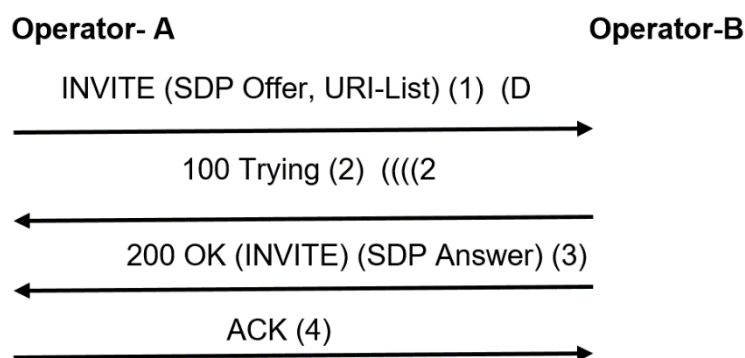 Operator- A Operator-B
INVITE (SDP Offer, URI-List) (1) (D
100 Trying (2) ((((2
200 OK (INVITE) (SDP Answer) (3)
ACK (4)